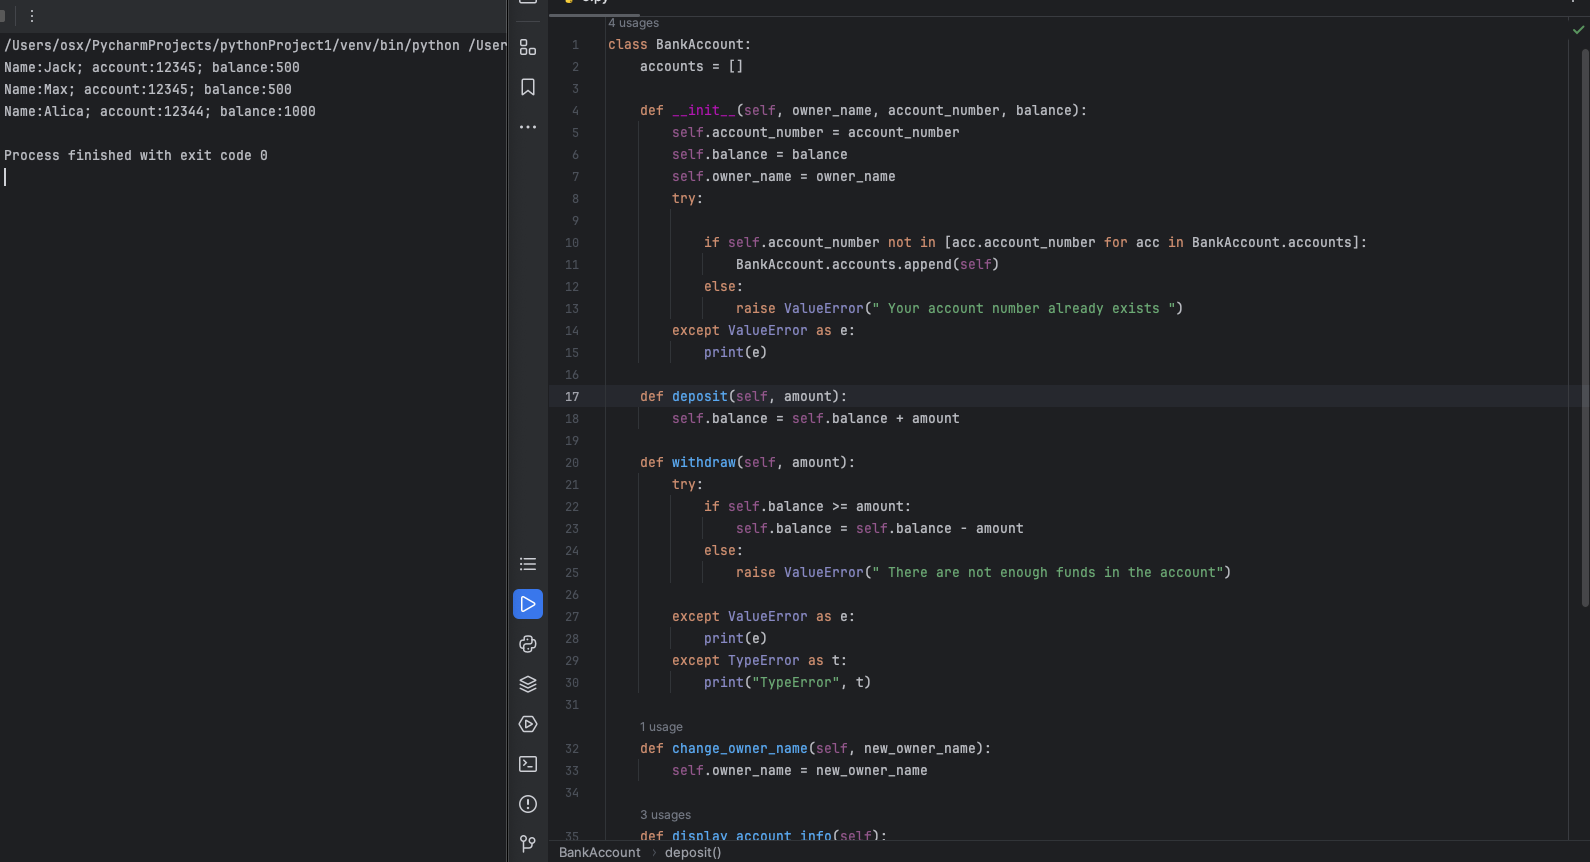 /Users/osx/PycharmProjects/pythonProject1/venv/bin/python /User
Name:Jack; account:12345; balance:500
Name:Max; account:12345; balance:500
Name:Alica; account:12344; balance:1000
Process finished with exit code 0
4 usages
1 class BankAccount:
2 accounts = []
3
4 def __init__(self, owner_name, account_number, balance):
5 self.account_number = account_number
6 self.balance = balance
7 self.owner_name = owner_name
8 try:
9
10 if self.account_number not in [acc.account_number for acc in BankAccount.accounts]:
11 BankAccount.accounts.append(self)
12 else:
13 raise ValueError(" Your account number already exists ")
14 except ValueError as e:
15 print(e)
16
17 def deposit(self, amount):
18 self.balance = self.balance + amount
19
20 def withdraw(self, amount):
21 try:
22 if self.balance >= amount:
23 self.balance = self.balance - amount
24 else:
25 raise ValueError(" There are not enough funds in the account")
26
27 except ValueError as e:
28 print(e)
29 except TypeError as t:
30 print("TypeError", t)
31
1 usage
32 def change_owner_name(self, new_owner_name):
33 self.owner_name = new_owner_name
34
3 usages
35 def display_account_info(self):
BankAccount › deposit()